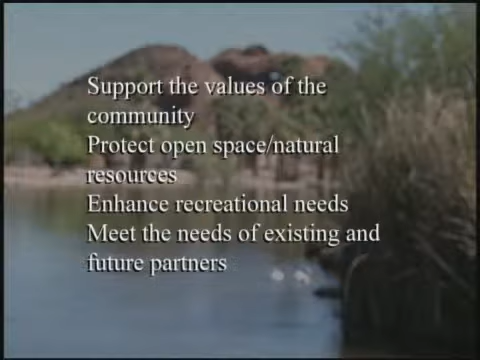 Support the values of the
community
Protect open space/natural
resources
Enhance recreational needs
Meet the needs of existing and
future partners